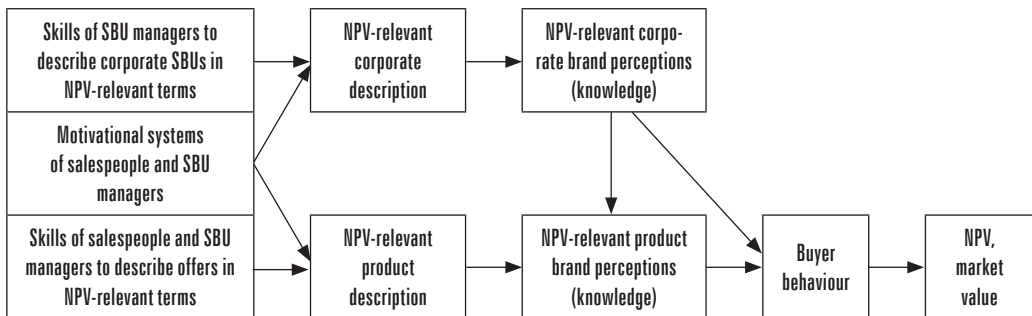 Skills of SBU managers to
describe corporate SBUs in
NPV-relevant terms
Motivational systems
of salespeople and SBU
managers
Skills of salespeople and SBU
managers to describe offers in
NPV-relevant terms
NPV-relevant
corporate
description
NPV-relevant
product
description
NPV-relevant corpo-
rate brand perceptions
(knowledge)
NPV-relevant product
brand perceptions
(knowledge)
Buyer
behaviour
NPV,
market
value